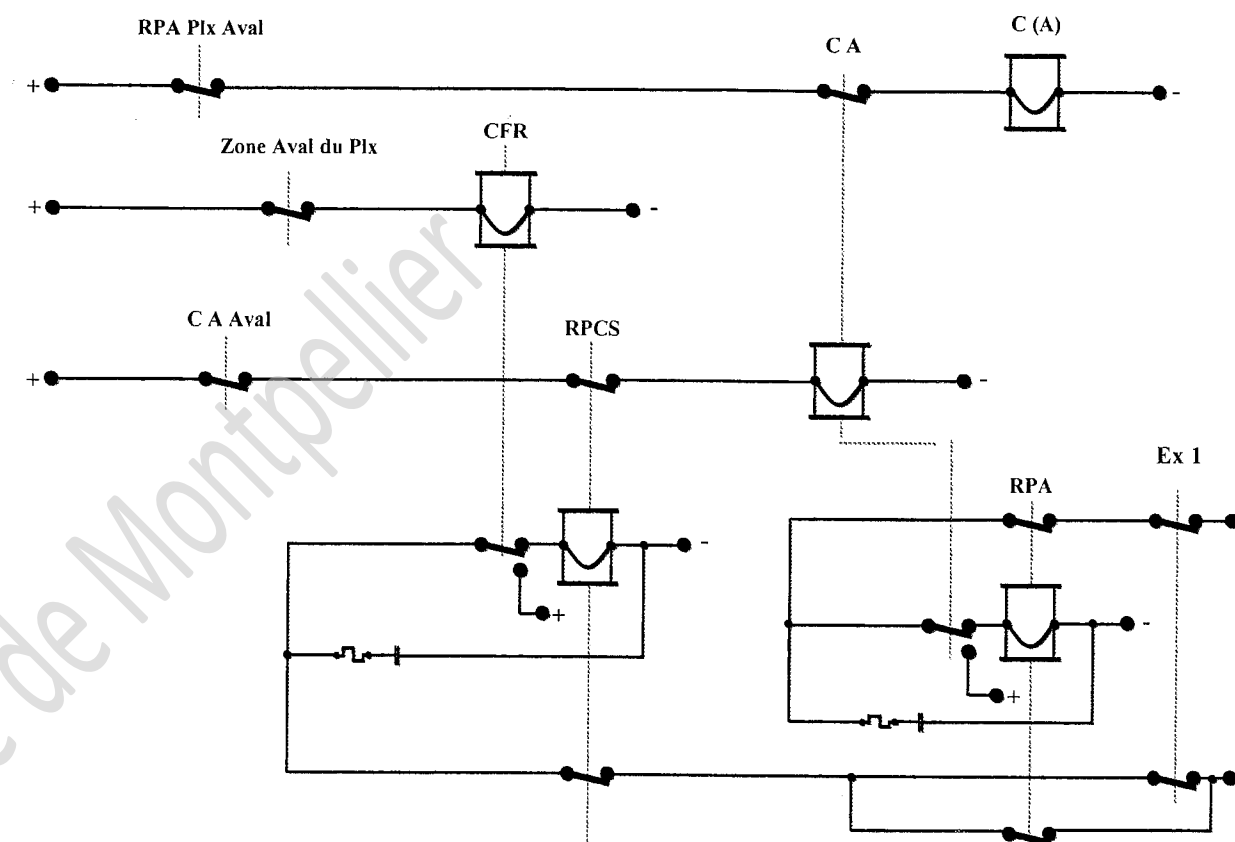 RPA Plx Aval
C A
C (A)
+
-
Zone Aval du Plx
CFR
+
-
C A Aval
RPCS
+
-
Ex 1
RPA
-
+
-
+
de Montpellier